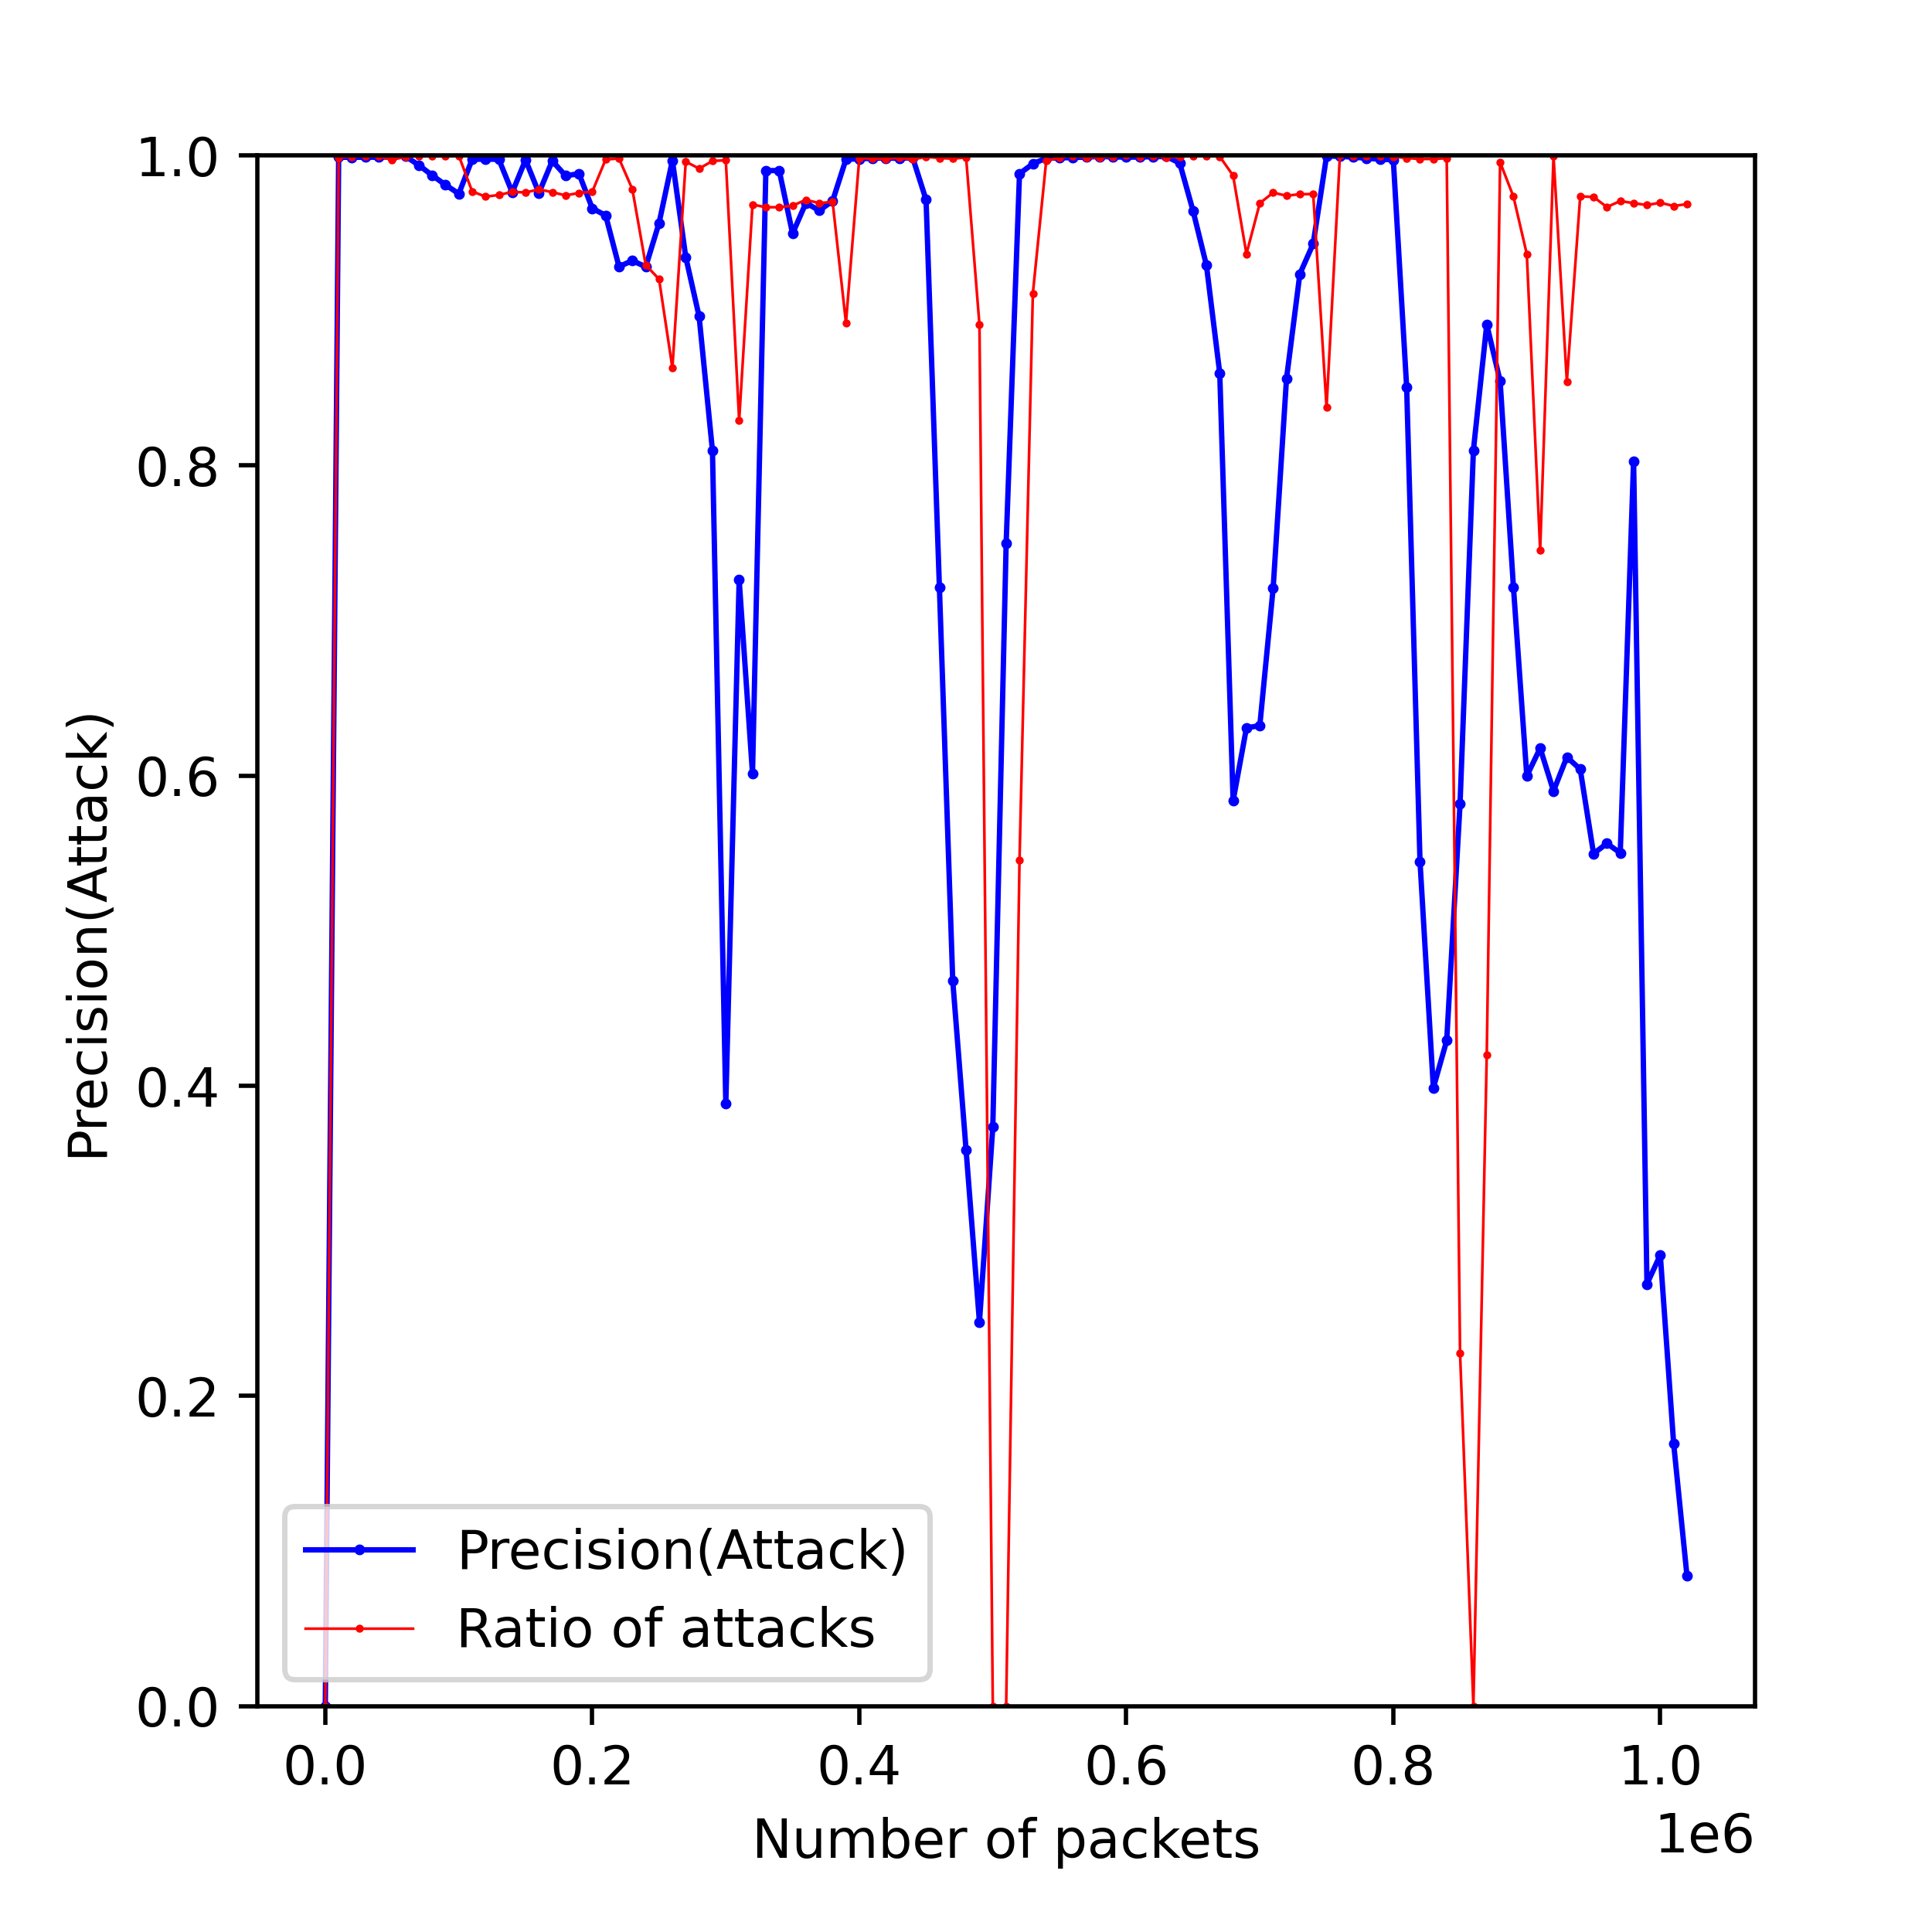 1.0
0.8
0.6
0.4
0.2
0.0
Precision(Attack)
Precision(Attack)
Ratio of attacks
0.0 0.2 0.4 0.6 0.8 1.0
Number of packets
1e6